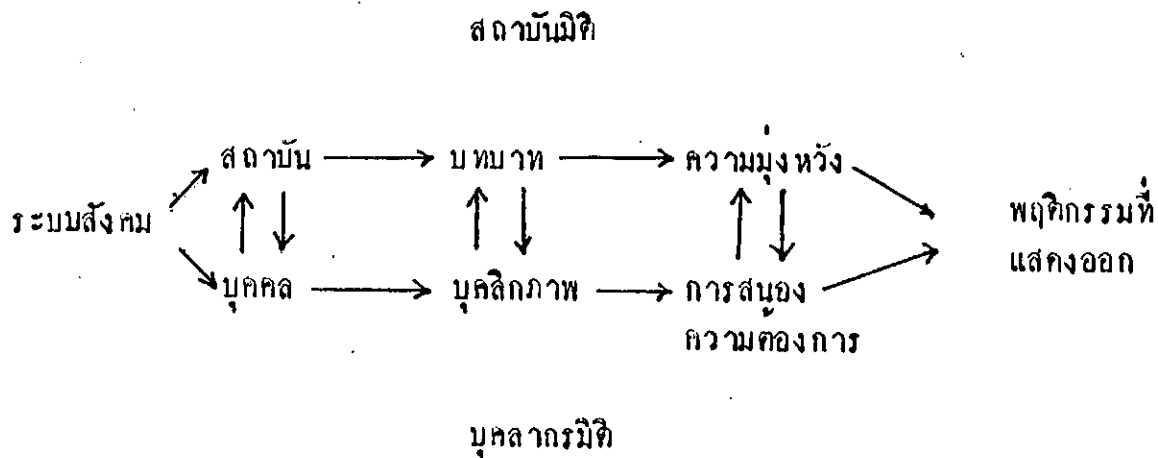 สถาบันมิติ
สถาบัน บทบาท ความมุ่งหวัง
ระบบสังคม พฤติกรรมที่
แสดงออก
บุคคล บุคลิกภาพ การสนอง
ความต้องการ
บุคลากรมิติ